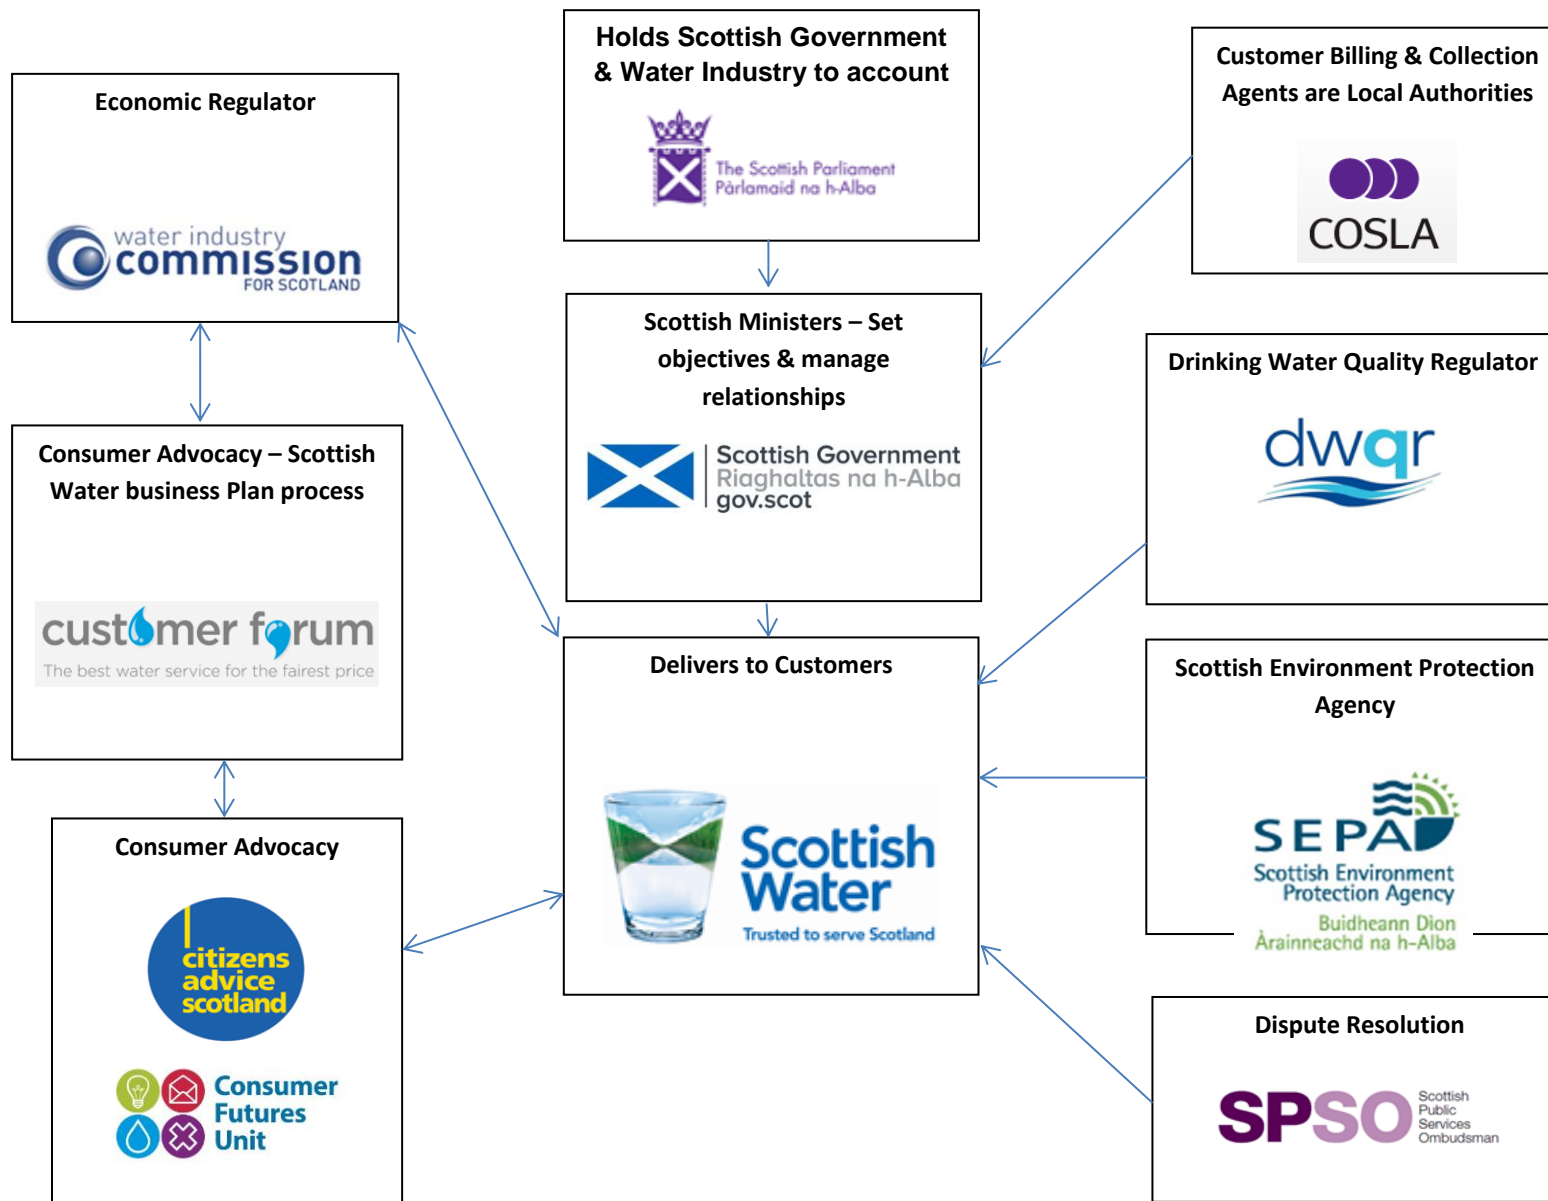 Holds Scottish Government
& Water Industry to account
The Scottish Parliament
Pàrlamaid na h-Alba
Customer Billing & Collection
Agents are Local Authorities
COSLA
Economic Regulator
water industry
commission
FOR SCOTLAND
Scottish Ministers – Set
objectives & manage
relationships
Scottish Government
Riaghaltas na h-Alba
gov.scot
Drinking Water Quality Regulator
dwqr
Consumer Advocacy – Scottish
Water business Plan process
customer forum
The best water service for the fairest price
Delivers to Customers
Scottish
Water
Trusted to serve Scotland
Scottish Environment Protection
Agency
SEPA
Scottish Environment
Protection Agency
Buidheann Dìon
Àrainneachd na h-Alba
Consumer Advocacy
citizens
advice
scotland
Consumer
Futures
Unit
Dispute Resolution
SPSO
Scottish
Public
Services
Ombudsman